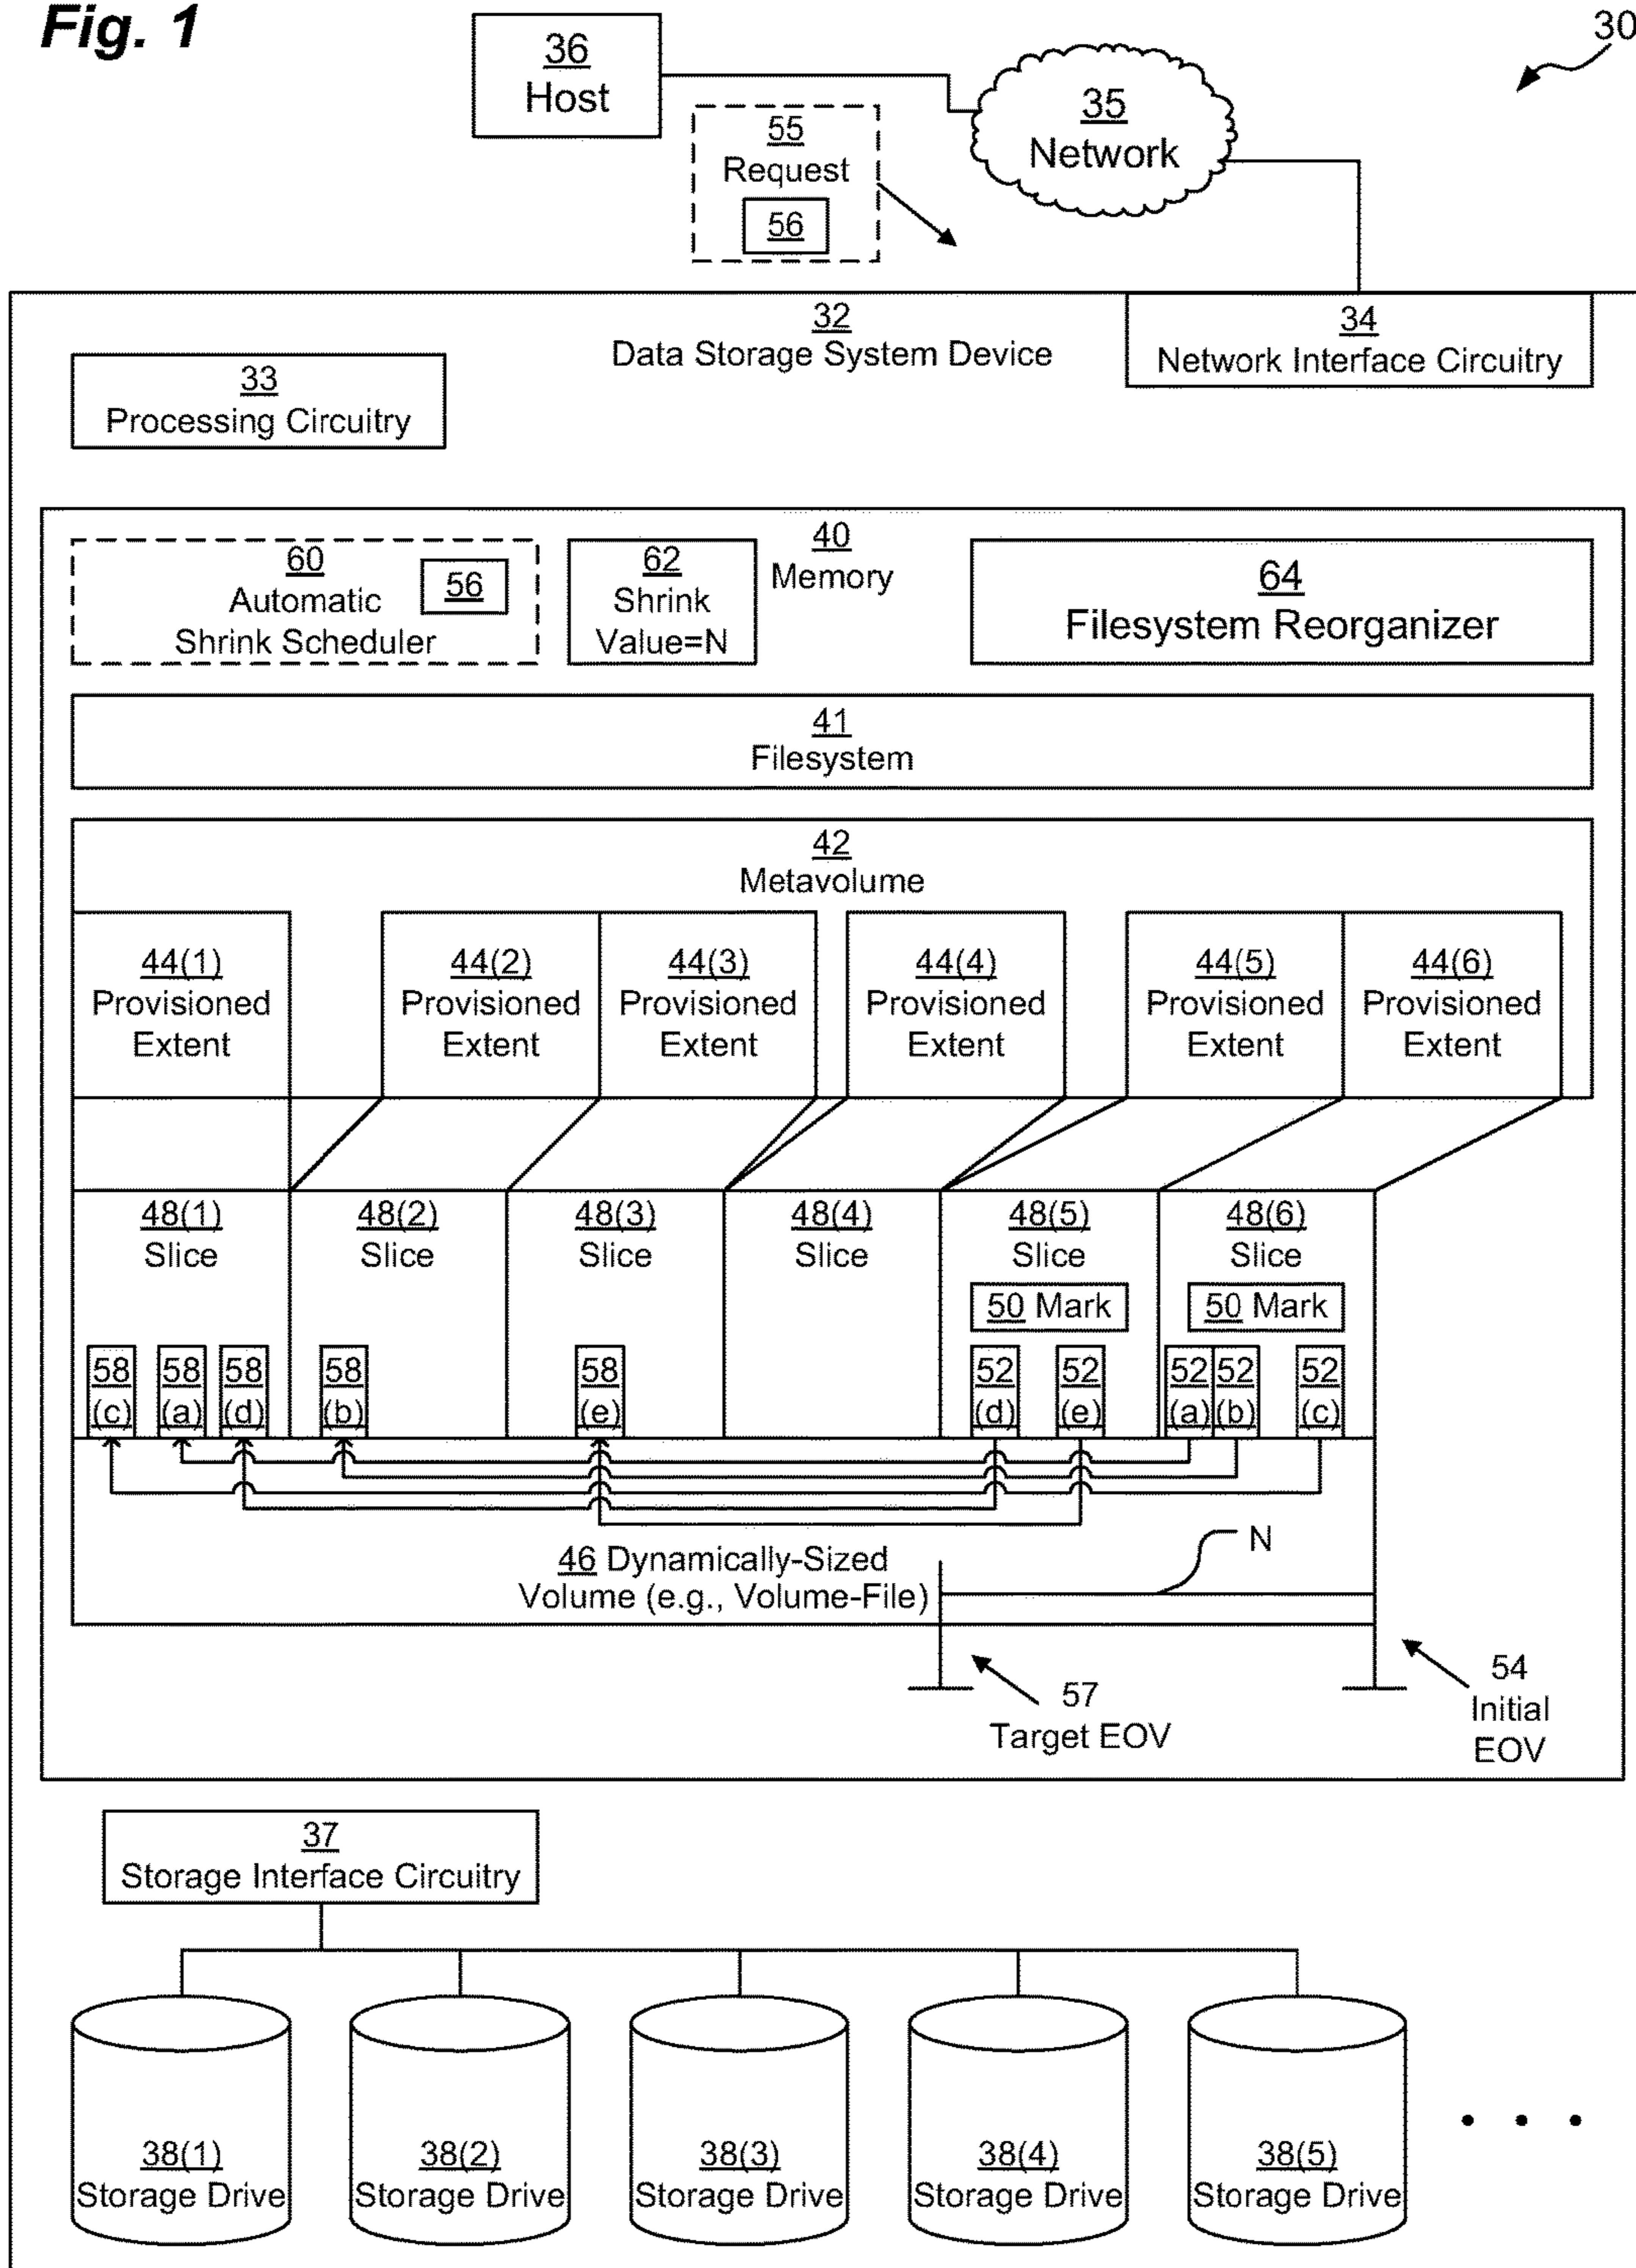 Fig. 1
30
36
Host
35
Network
55
Request
56
32
Data Storage System Device
34
Network Interface Circuitry
33
Processing Circuitry
40
Memory
60
Automatic
Shrink Scheduler
56
62
Shrink
Value=N
64
Filesystem Reorganizer
41
Filesystem
42
Metavolume
44(1)
Provisioned
Extent
44(2)
Provisioned
Extent
44(3)
Provisioned
Extent
44(4)
Provisioned
Extent
44(5)
Provisioned
Extent
44(6)
Provisioned
Extent
48(1)
Slice
48(2)
Slice
48(3)
Slice
48(4)
Slice
48(5)
Slice
48(6)
Slice
50 Mark
50 Mark
58
(c)
58
(a)
58
(d)
58
(b)
58
(e)
52
(d)
52
(e)
52
(a)
52
(b)
52
(c)
N
46 Dynamically-Sized
Volume (e.g., Volume-File)
57
Target EOV
54
Initial
EOV
37
Storage Interface Circuitry
38(1)
Storage Drive
38(2)
Storage Drive
38(3)
Storage Drive
38(4)
Storage Drive
38(5)
Storage Drive
• • •